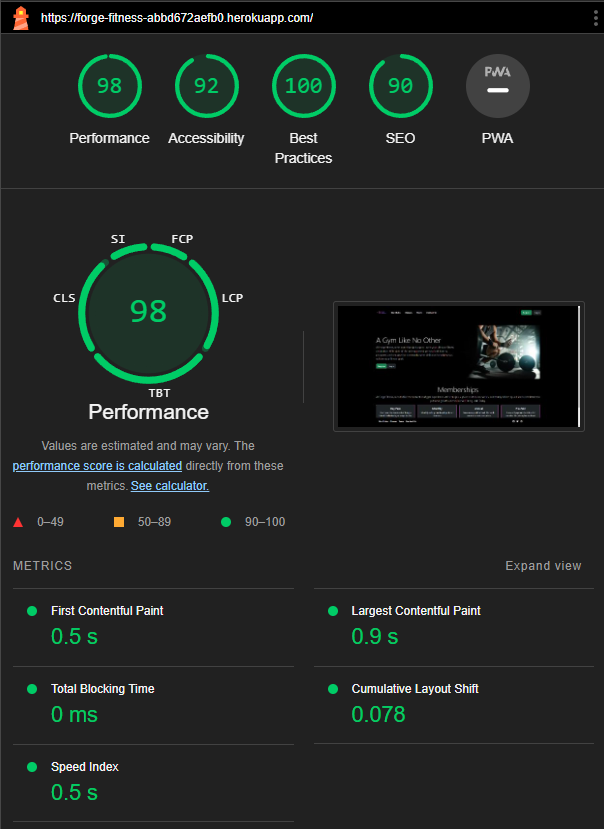 https://forge-fitness-abbd672aefb0.herokuapp.com/
98
92
100
90
PWA
Performance
Accessibility
Best
Practices
SEO
PWA
SI
FCP
CLS
LCP
98
TBT
Performance
Values are estimated and may vary. The
performance score is calculated directly from these
metrics. See calculator.
0–49
50–89
90–100
A Gym Like No Other
Memberships
METRICS
Expand view
First Contentful Paint
0.5 s
Largest Contentful Paint
0.9 s
Total Blocking Time
0 ms
Cumulative Layout Shift
0.078
Speed Index
0.5 s